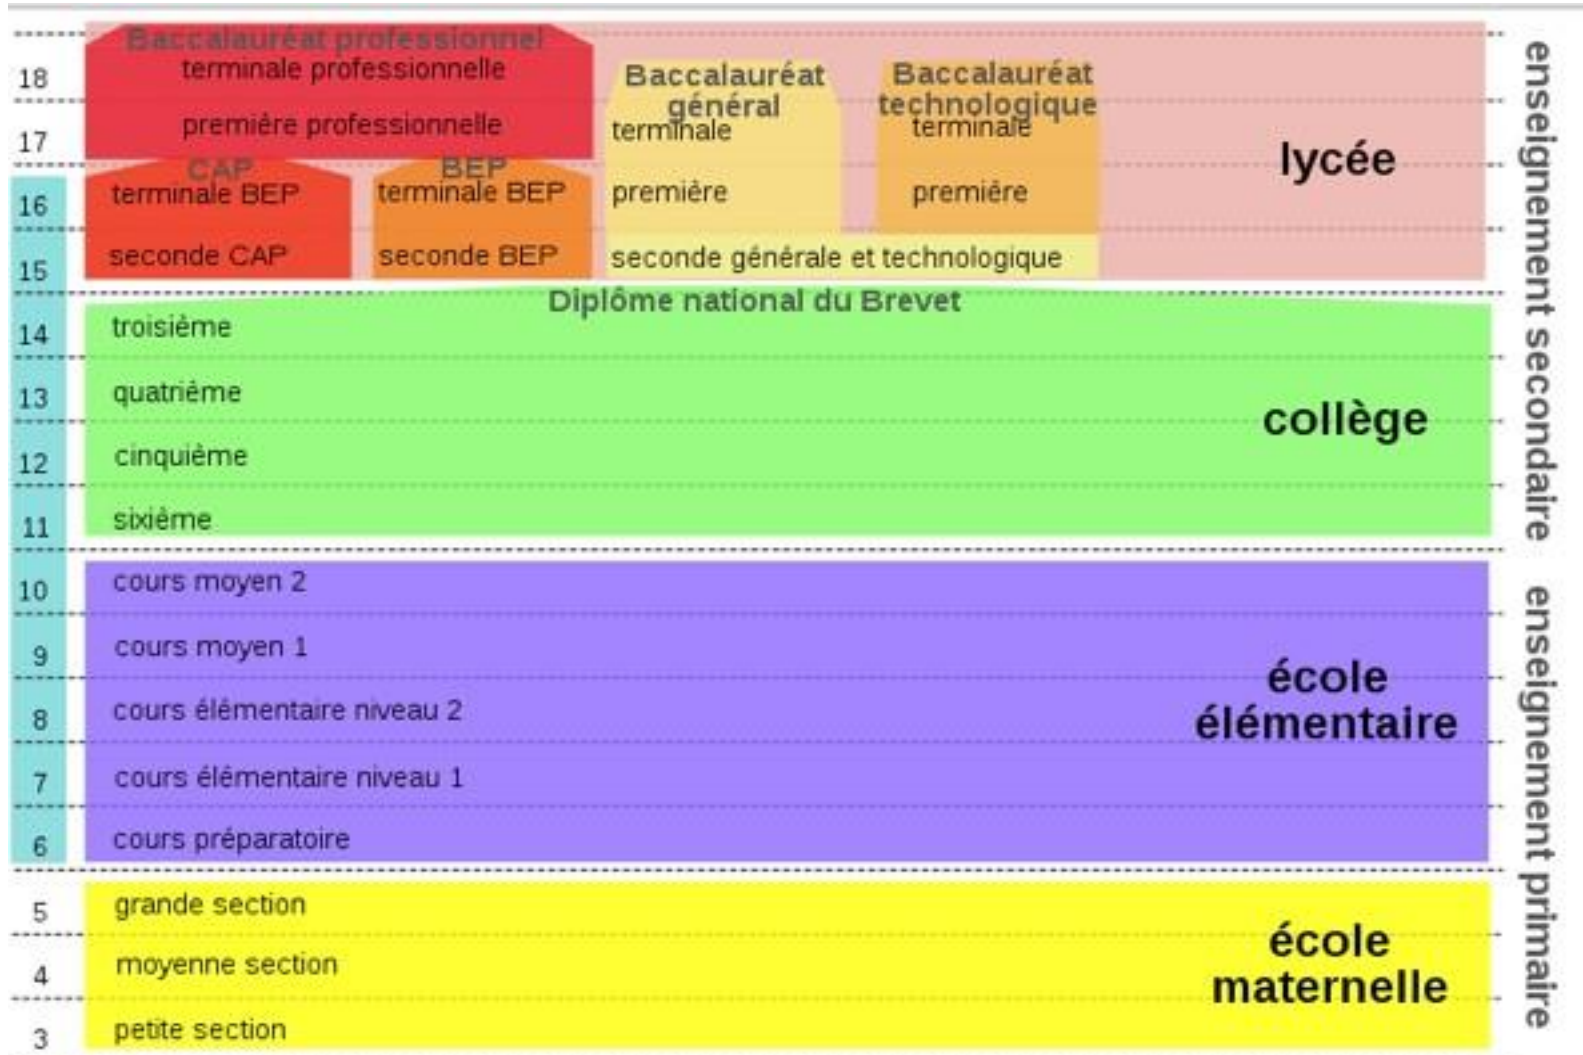 Baccalauréat professionnel
18
terminale professionnelle
Baccalauréat
général
Baccalauréat
technologique
17
première professionnelle
terminale
terminale
lycée
CAP
BEP
16
terminale BEP
terminale BEP
première
première
15
seconde CAP
seconde BEP
seconde générale et technologique
Diplôme national du Brevet
14
troisième
13
quatrième
collège
12
cinquième
11
sixième
enseignement secondaire
10
cours moyen 2
9
cours moyen 1
école
élémentaire
8
cours élémentaire niveau 2
7
cours élémentaire niveau 1
6
cours préparatoire
5
grande section
école
maternelle
4
moyenne section
3
petite section
enseignement primaire